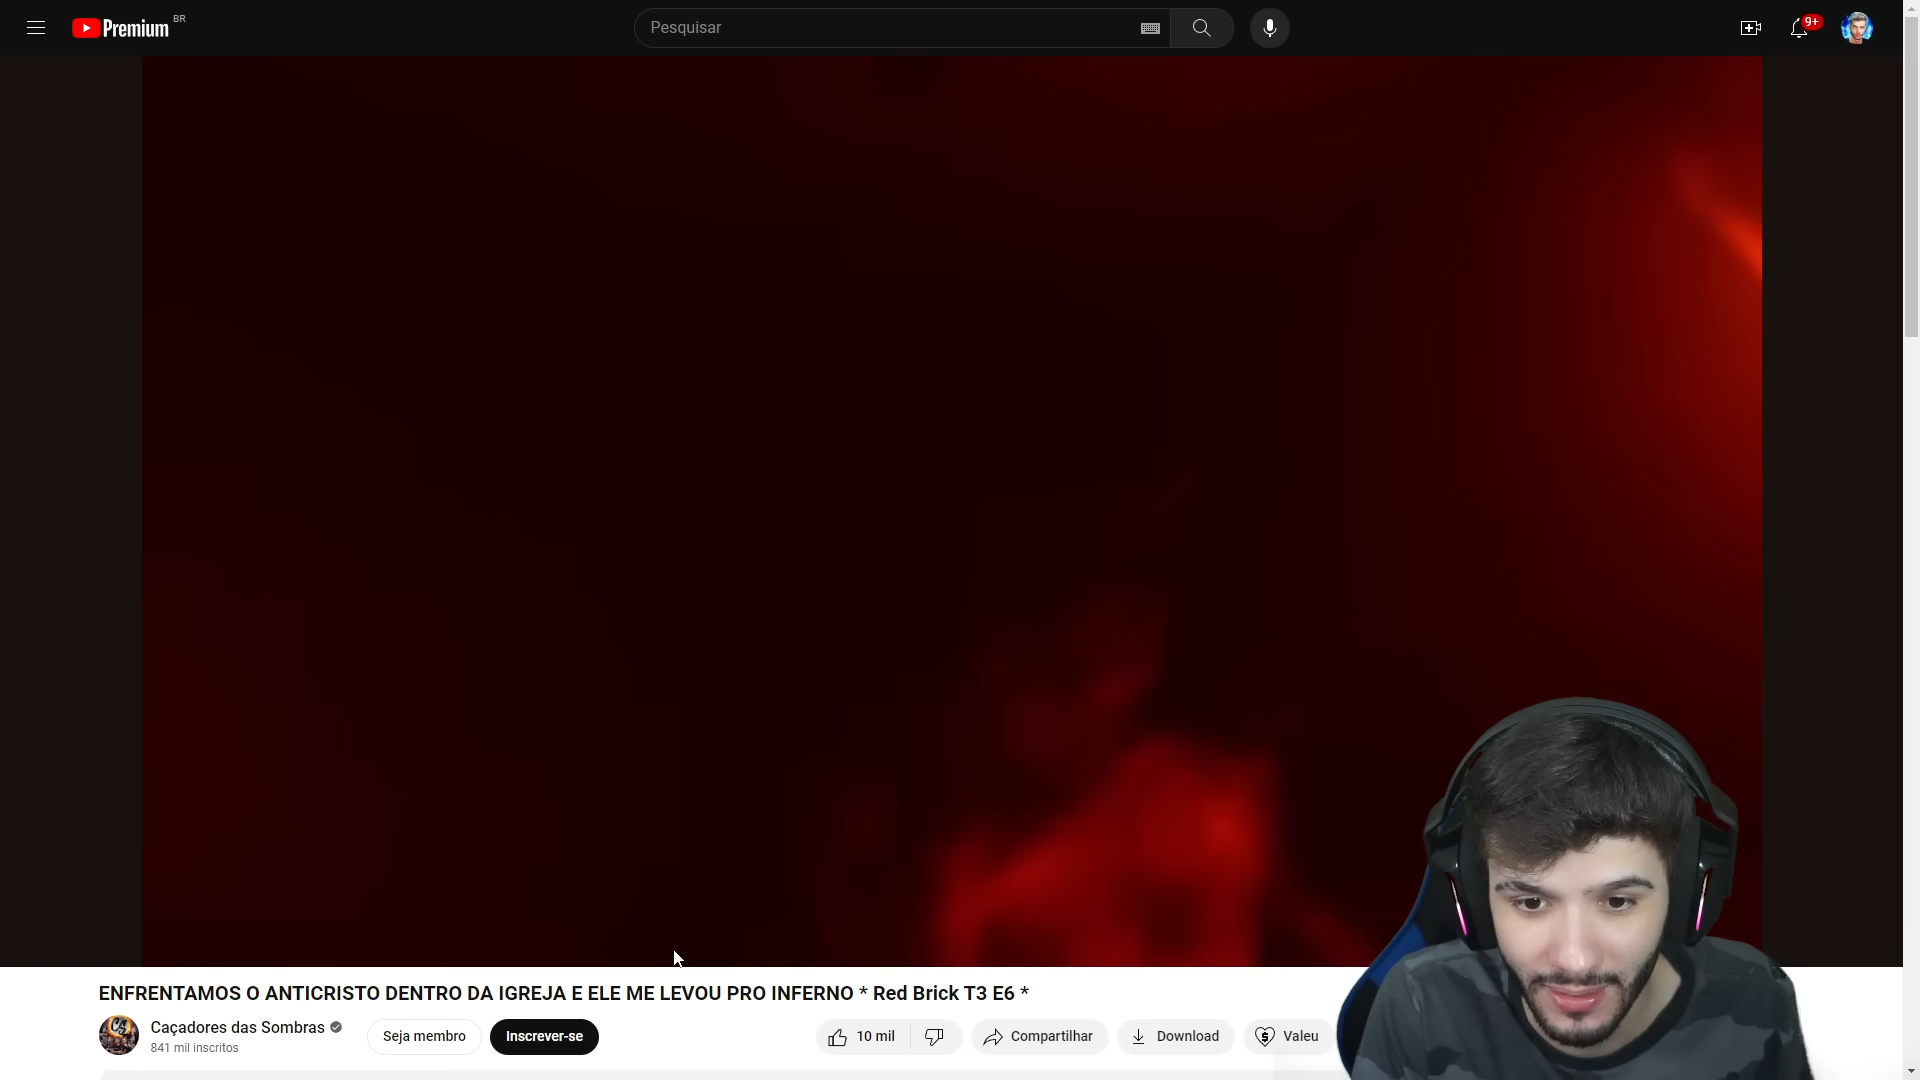 Premium BR
Pesquisar
9+
ENFRENTAMOS O ANTICRISTO DENTRO DA IGREJA E ELE ME LEVOU PRO INFERNO * Red Brick T3 E6 *
Caçadores das Sombras
841 mil inscritos
Seja membro
Inscrever-se
10 mil
Compartilhar
Download
Valeu